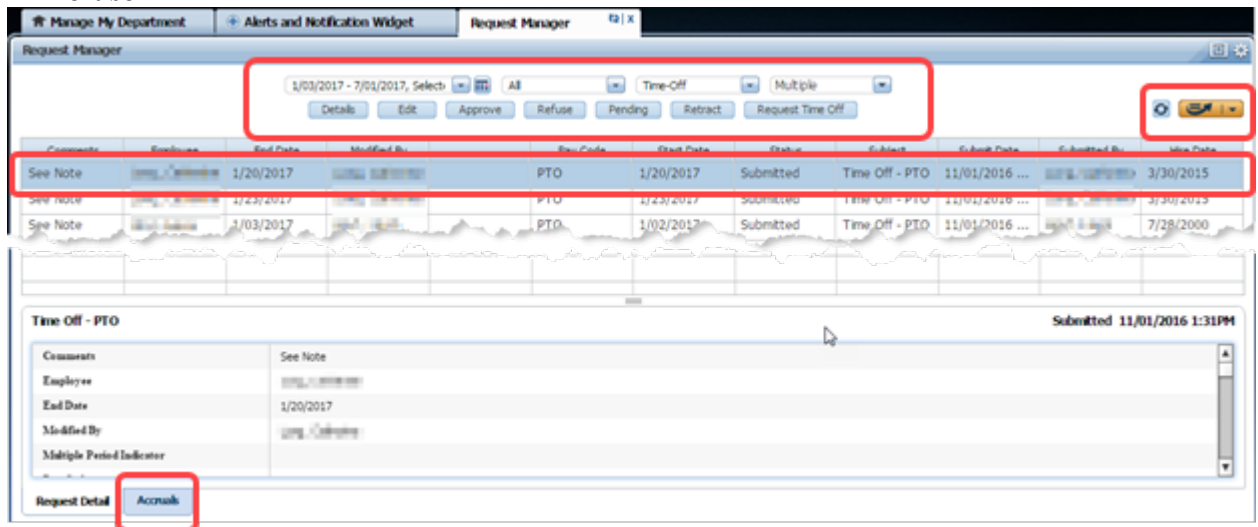 Manage My Department Alerts and Notification Widget Request Manager x
Request Manager
1/03/2017 - 7/01/2017, Select All Time-Off Multiple
Details Edit Approve Refuse Pending Retract Request Time Off
Comments Employee End Date Modified By Pay Code Start Date Status Subject Submit Date Submitted By Hire Date
See Note 1/20/2017 PTO 1/20/2017 Submitted Time Off - PTO 11/01/2016 ... 3/30/2015
See Note 1/23/2017 PTO 1/23/2017 Submitted Time Off - PTO 11/01/2016 ... 3/30/2015
See Note 1/03/2017 PTO 1/02/2017 Submitted Time Off - PTO 11/01/2016 ... 7/28/2000
Time Off - PTO Submitted 11/01/2016 1:31PM
Comments See Note
Employee
End Date 1/20/2017
Modified By
Multiple Period Indicator
Request Detail Accruals